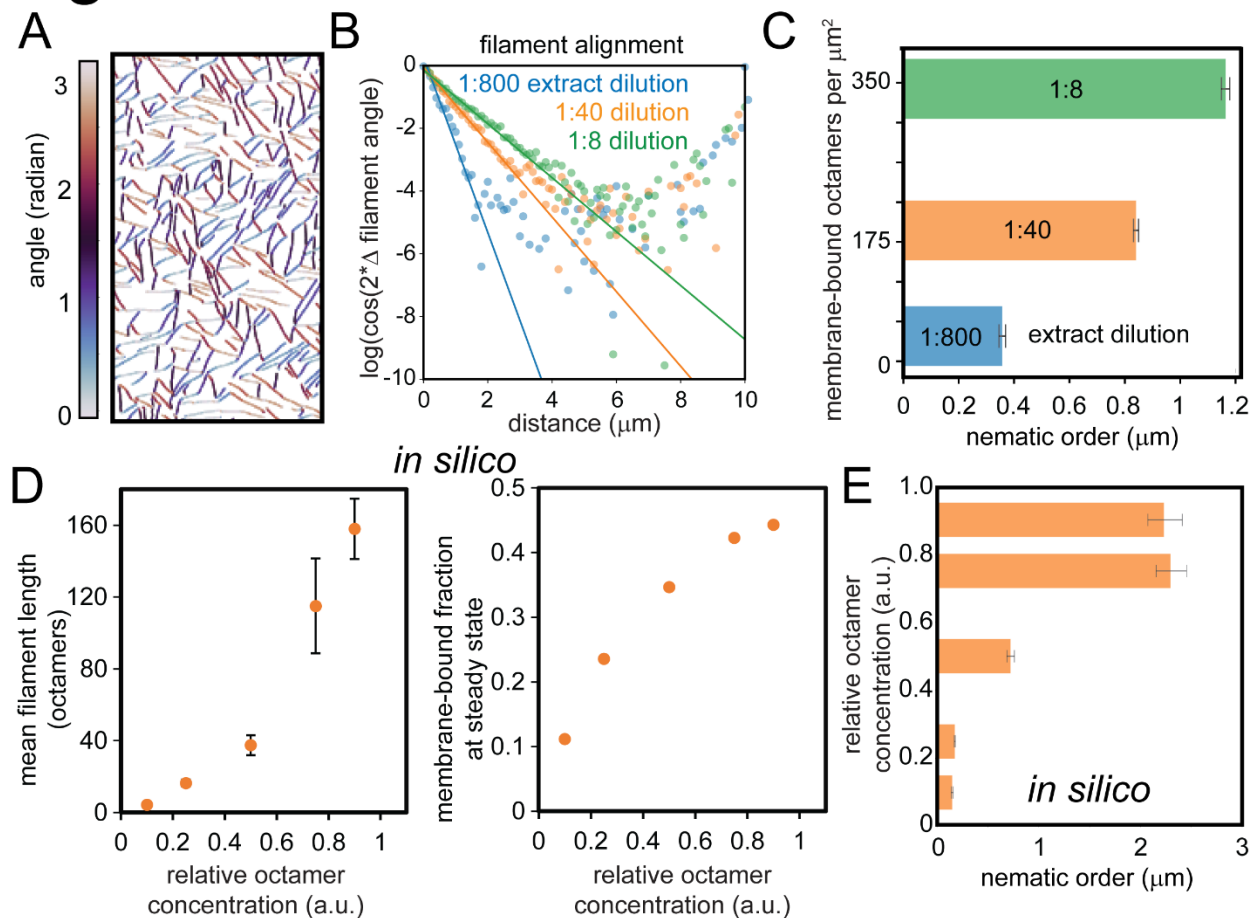 A
angle (radian)
3
2
1
0
B
filament alignment
1:800 extract dilution
1:40 dilution
1:8 dilution
log(cos(2*Δ filament angle)
0
-2
-4
-6
-8
-10
0 2 4 6 8 10
distance (μm)
C
membrane-bound octamers per μm²
350
175
0
1:8
1:40
1:800
extract dilution
0 0.2 0.4 0.6 0.8 1 1.2
nematic order (μm)
in silico
D
mean filament length
(octamers)
160
120
80
40
0
0 0.2 0.4 0.6 0.8 1
relative octamer
concentration (a.u.)
membrane-bound fraction
at steady state
0.5
0.4
0.3
0.2
0.1
0
0 0.2 0.4 0.6 0.8 1
relative octamer
concentration (a.u.)
E
relative octamer
concentration (a.u.)
1.0
0.8
0.6
0.4
0.2
0
in silico
0 1 2 3
nematic order (μm)